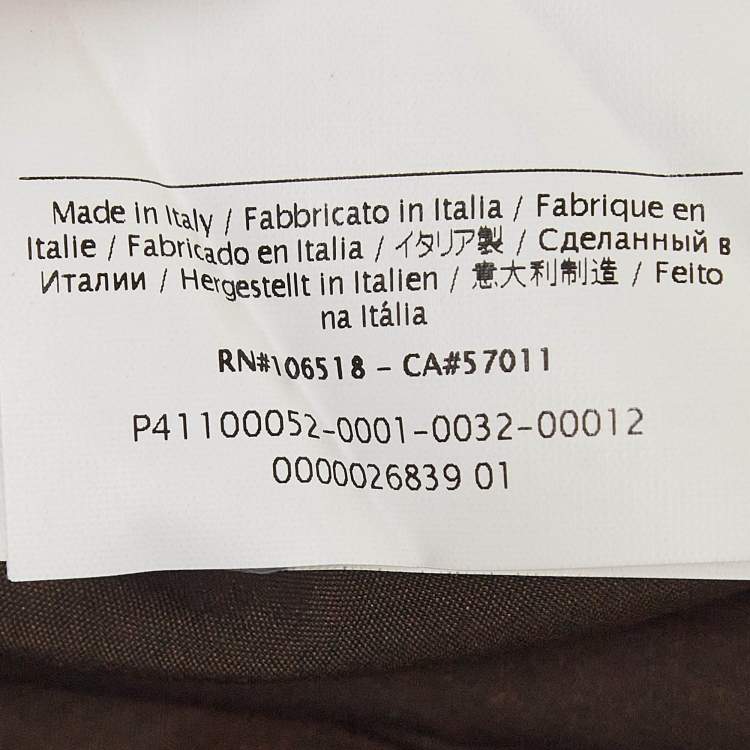 Made in Italy / Fabbricato in Italia / Fabrique en
Italie / Fabricado en Italia / イタリア製 / Сделанный в
Италии / Hergestellt in Italien / 意大利制造 / Feito
na Itália
RN#106518 - CA#57011
P41100052-0001-0032-00012
0000026839 01